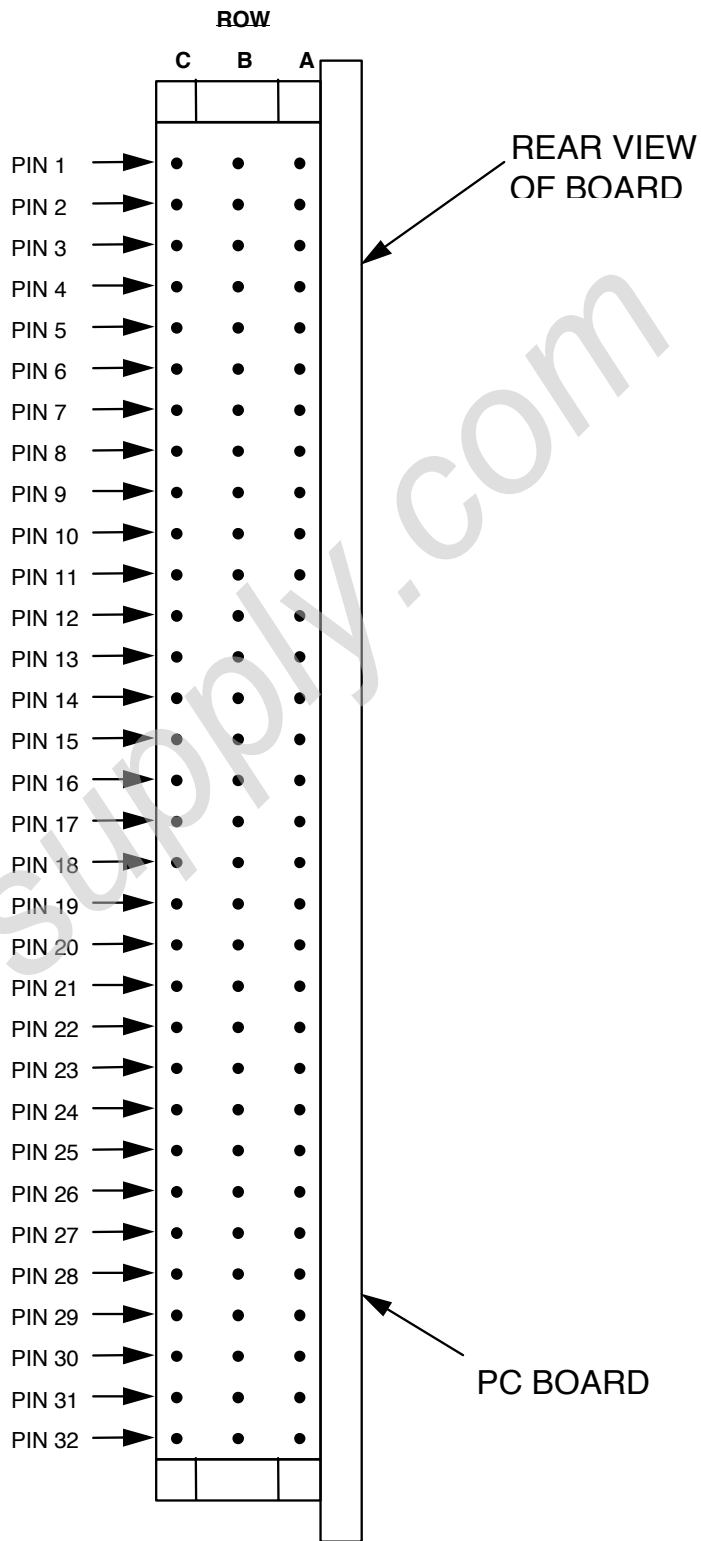 ROW
C B A
REAR VIEW
OF BOARD
PIN 1
PIN 2
PIN 3
PIN 4
PIN 5
PIN 6
PIN 7
PIN 8
PIN 9
PIN 10
PIN 11
PIN 12
PIN 13
PIN 14
PIN 15
PIN 16
PIN 17
PIN 18
PIN 19
PIN 20
PIN 21
PIN 22
PIN 23
PIN 24
PIN 25
PIN 26
PIN 27
PIN 28
PIN 29
PIN 30
PIN 31
PIN 32
PC BOARD
supply.com